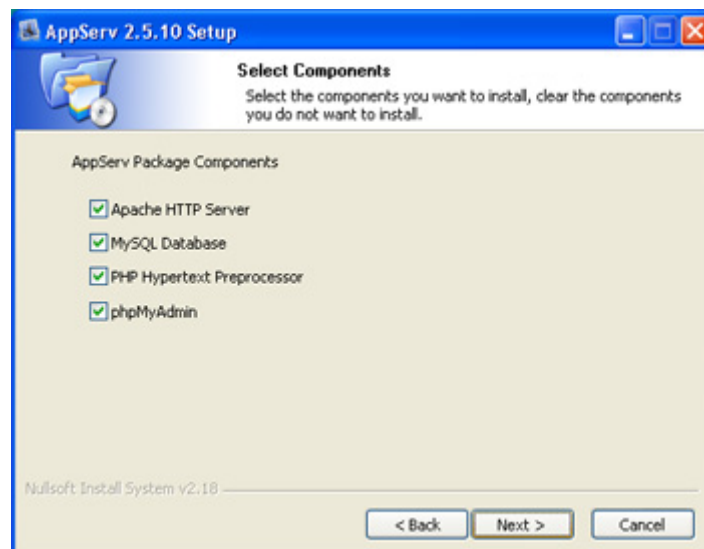 AppServ 2.5.10 Setup
Select Components
Select the components you want to install, clear the components
you do not want to install.
AppServ Package Components
Apache HTTP Server
MySQL Database
PHP Hypertext Preprocessor
phpMyAdmin
Nullsoft Install System v2.18
< Back
Next >
Cancel